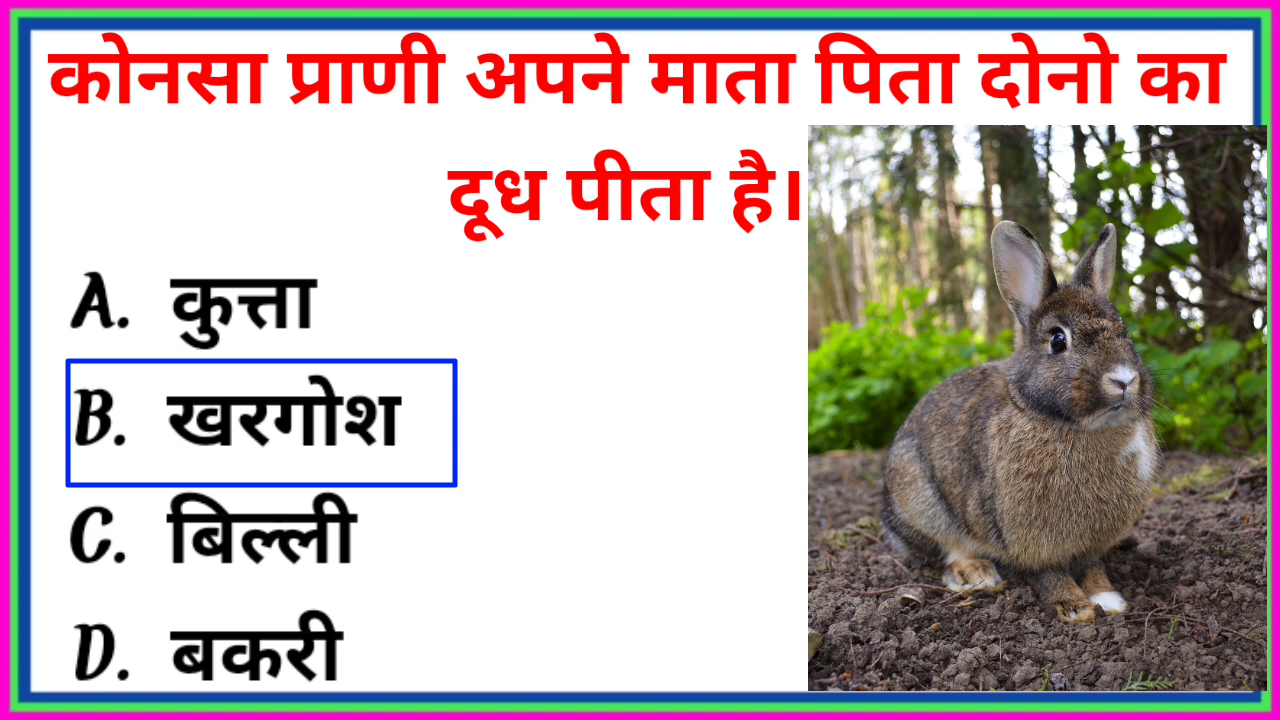 कोनसा प्राणी अपने माता पिता दोनो का
दूध पीता है।
A. कुत्ता
B. खरगोश
C. बिल्ली
D. बकरी